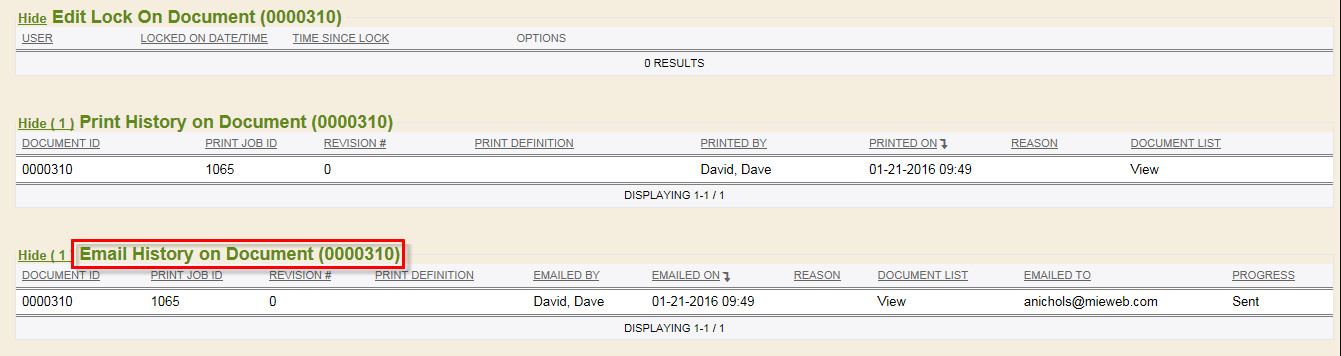 Hide Edit Lock On Document (0000310)
USER LOCKED ON DATE/TIME TIME SINCE LOCK OPTIONS
0 RESULTS
Hide ( 1 ) Print History on Document (0000310)
DOCUMENT ID PRINT JOB ID REVISION # PRINT DEFINITION PRINTED BY PRINTED ON REASON DOCUMENT LIST
0000310 1065 0 David, Dave 01-21-2016 09:49 View
DISPLAYING 1-1 / 1
Hide ( 1 Email History on Document (0000310)
DOCUMENT ID PRINT JOB ID REVISION # PRINT DEFINITION EMAILED BY EMAILED ON REASON DOCUMENT LIST EMAILED TO PROGRESS
0000310 1065 0 David, Dave 01-21-2016 09:49 View anichols@mieweb.com Sent
DISPLAYING 1-1 / 1